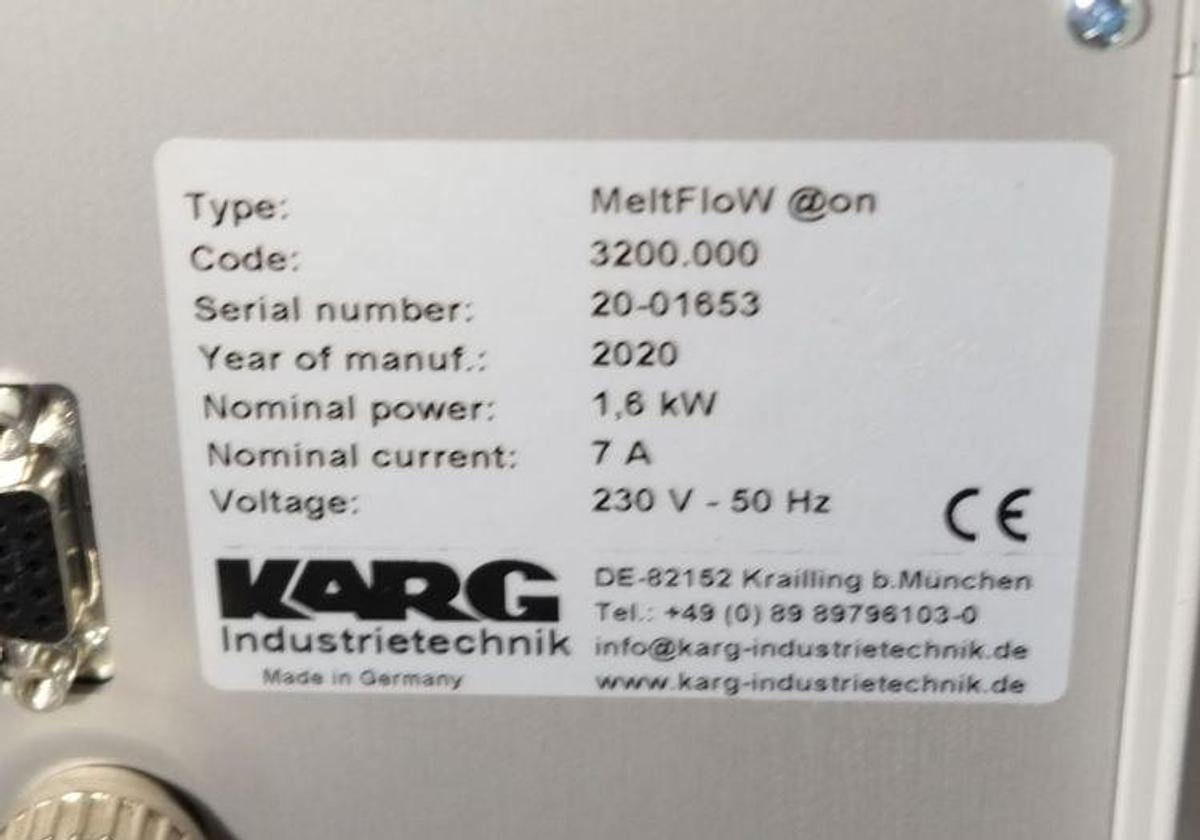 Type: MeltFloW @on
Code: 3200.000
Serial number: 20-01653
Year of manuf.: 2020
Nominal power: 1,6 kW
Nominal current: 7 A
Voltage: 230 V - 50 Hz
CE
KARG
Industrietechnik
Made in Germany
DE-82152 Krailling b.München
Tel.: +49 (0) 89 89796103-0
info@karg-industrietechnik.de
www.karg-industrietechnik.de